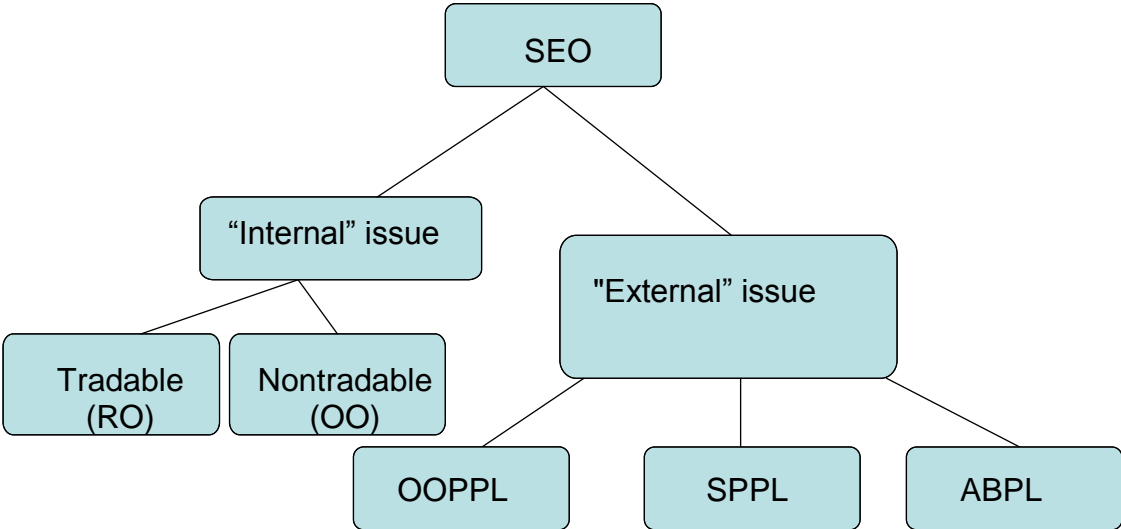 SEO
“Internal” issue
"External” issue
Tradable
(RO)
Nontradable
(OO)
OOPPL
SPPL
ABPL